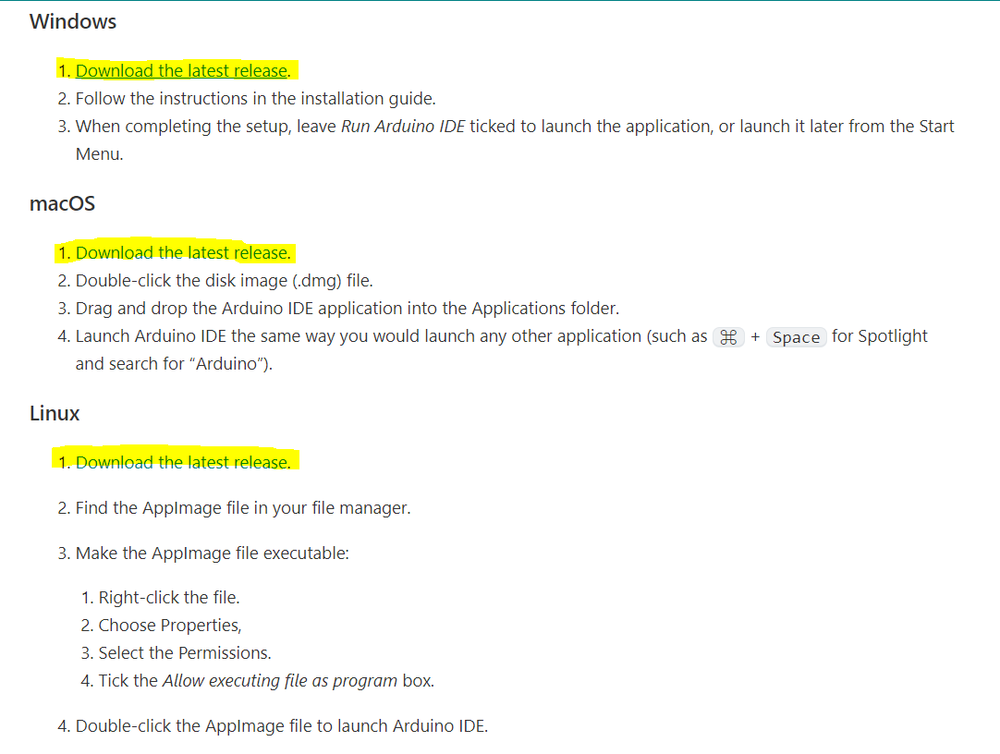 Windows
1. Download the latest release.
2. Follow the instructions in the installation guide.
3. When completing the setup, leave Run Arduino IDE ticked to launch the application, or launch it later from the Start
Menu.
macOS
1. Download the latest release.
2. Double-click the disk image (.dmg) file.
3. Drag and drop the Arduino IDE application into the Applications folder.
4. Launch Arduino IDE the same way you would launch any other application (such as ⌘ + Space for Spotlight
and search for “Arduino”).
Linux
1. Download the latest release.
2. Find the AppImage file in your file manager.
3. Make the AppImage file executable:
1. Right-click the file.
2. Choose Properties,
3. Select the Permissions.
4. Tick the Allow executing file as program box.
4. Double-click the AppImage file to launch Arduino IDE.